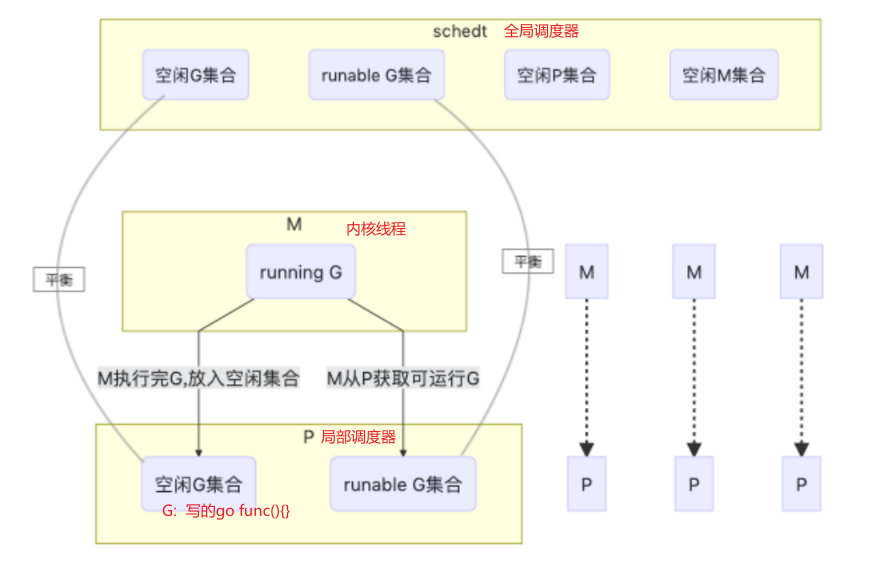 schedt 全局调度器
空闲G集合
runable G集合
空闲P集合
空闲M集合
M 内核线程
running G
平衡
平衡
M
M
M
M执行完G,放入空闲集合
M从P获取可运行G
P 局部调度器
空闲G集合
runable G集合
P
P
P
G: 写的go func(){}